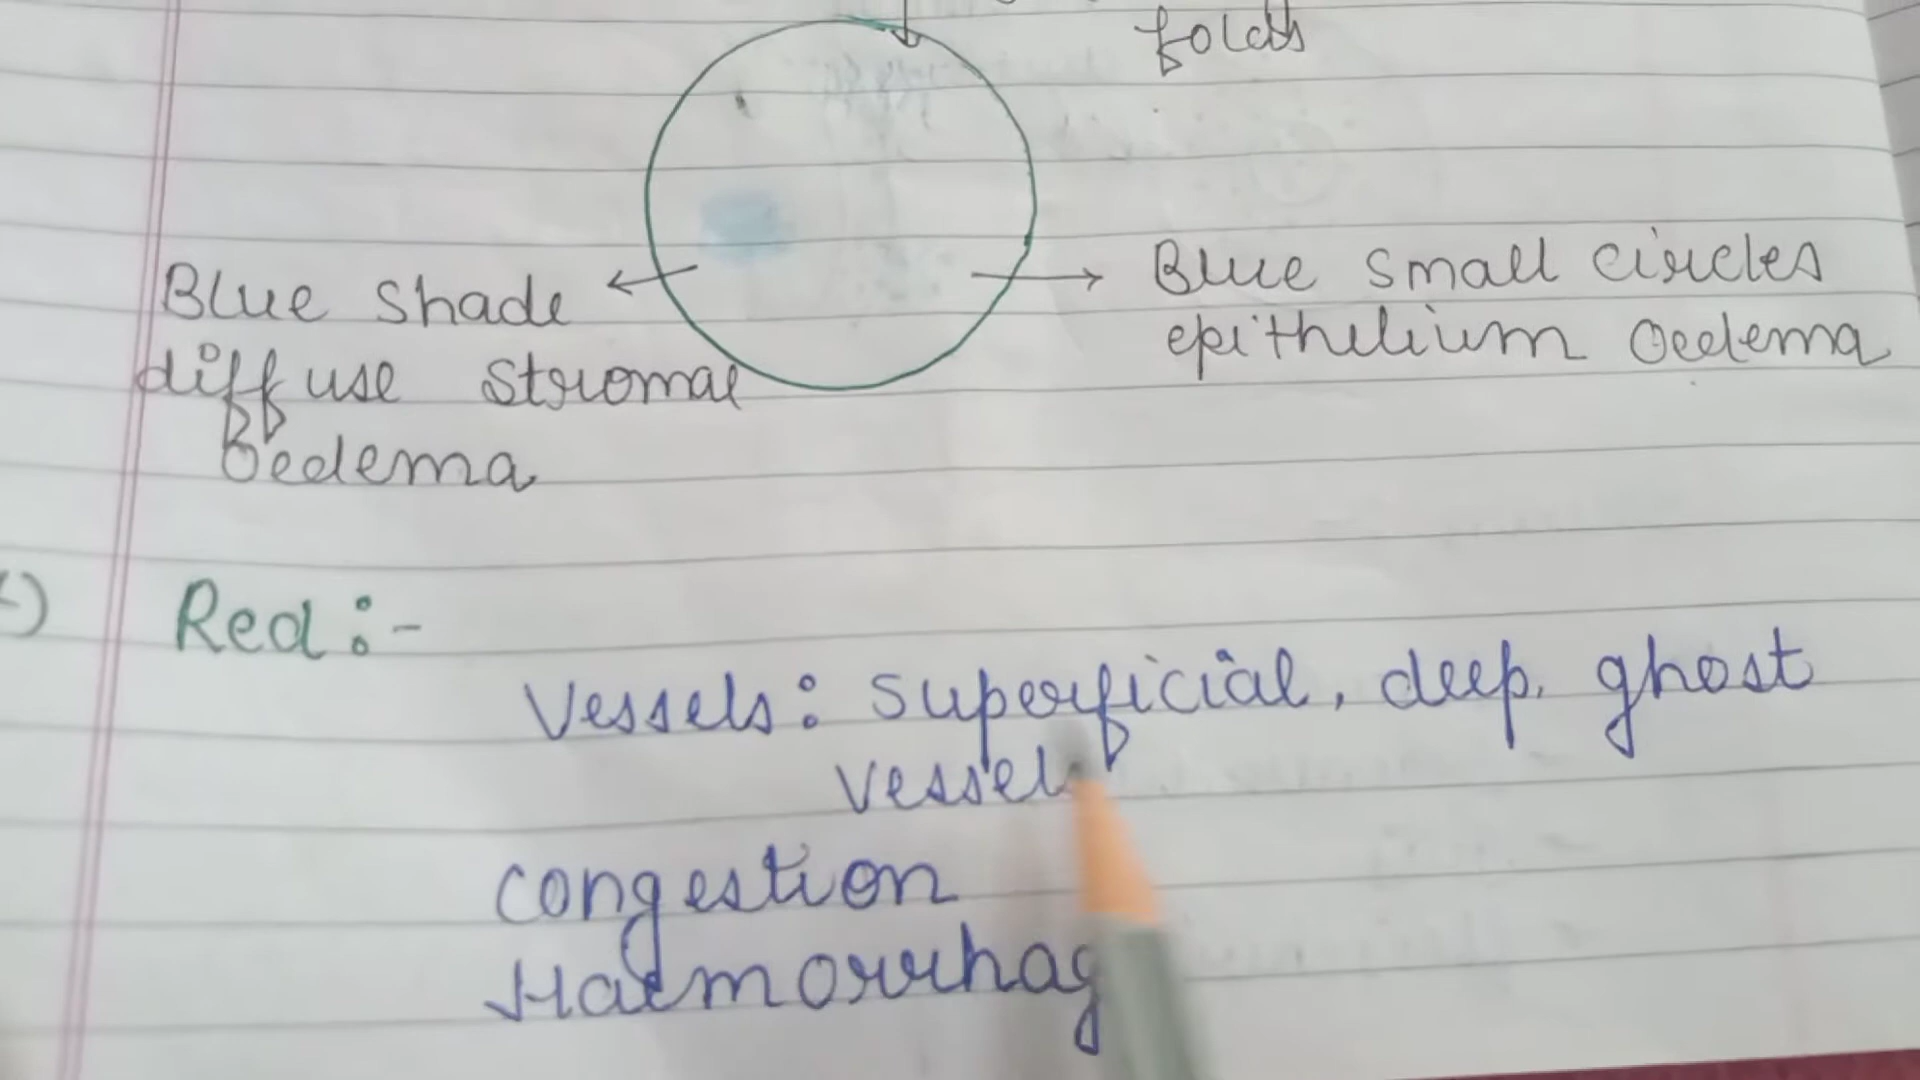 folds
Blue shade
diffuse stromal
Oedema
Blue small circles
epithelium Oedema
Red:-
Vessels: superficial, deep, ghost
vessel
congestion
Haemorrhag